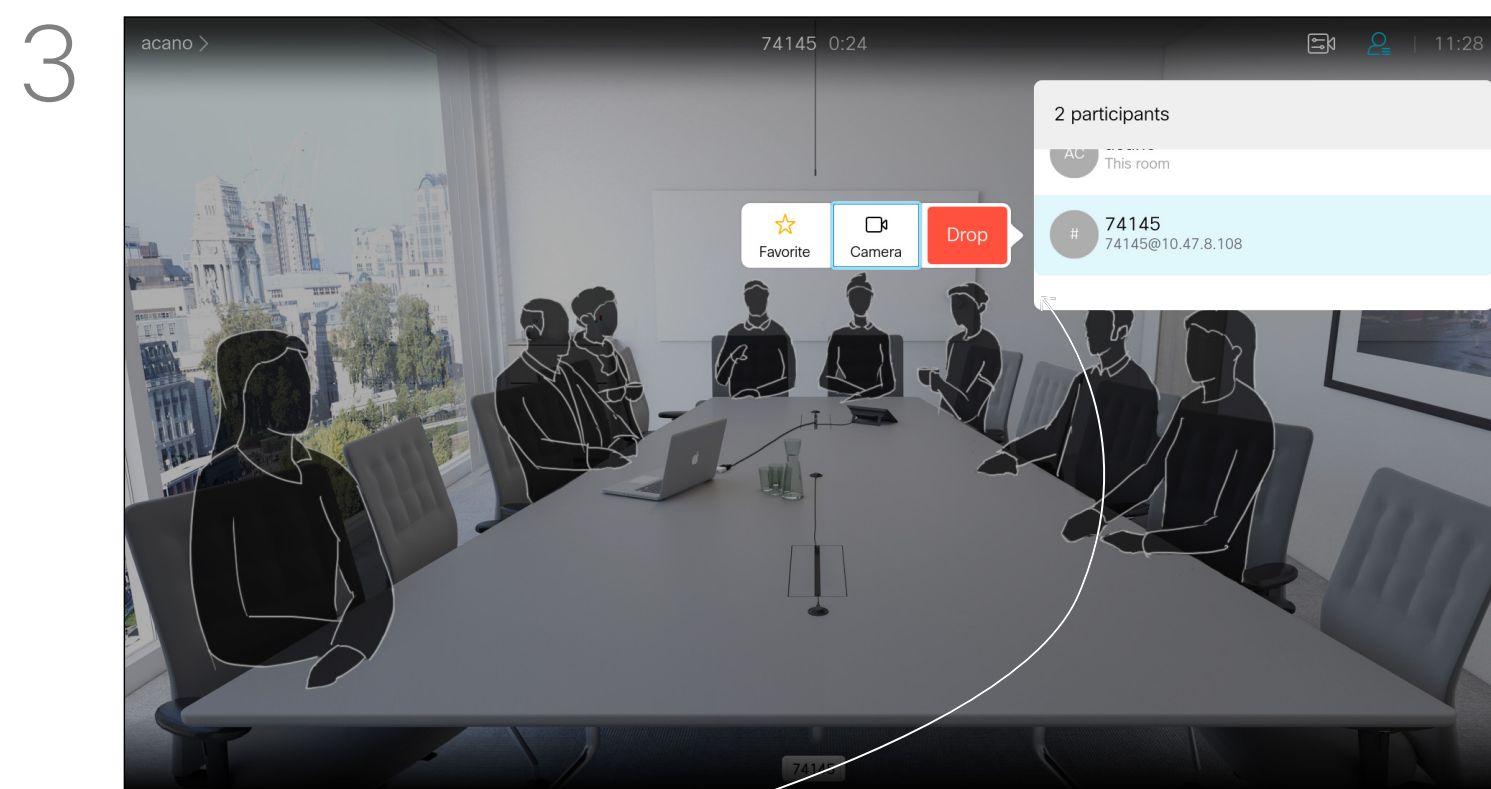 3
acano >
74145 0:24
11:28
2 participants
AC
This room
Favorite
Camera
Drop
#
74145
74145@10.47.8.108
74145